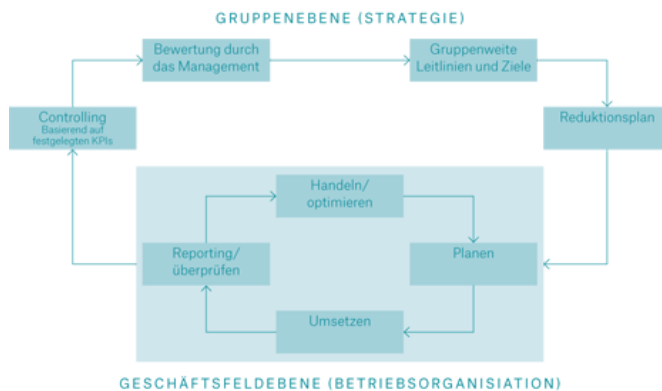 GRUPPENEBENE (STRATEGIE)
Bewertung durch
das Management
Gruppenweite
Leitlinien und Ziele
Controlling
Basierend auf
festgelegten KPIs
Reduktionsplan
Handeln/
optimieren
Reporting/
überprüfen
Planen
Umsetzen
GESCHÄFTSFELDEBENE (BETRIEBSORGANISIATION)